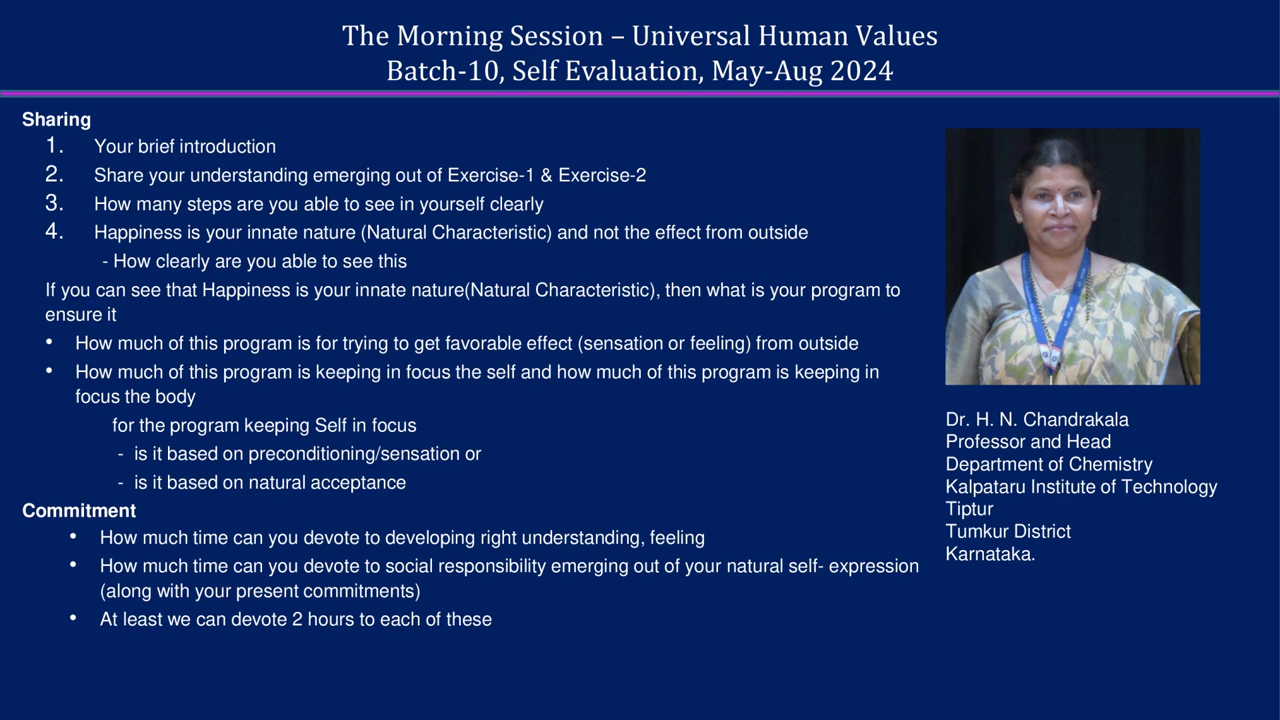 The Morning Session – Universal Human Values
Batch-10, Self Evaluation, May-Aug 2024
Sharing
1. Your brief introduction
2. Share your understanding emerging out of Exercise-1 & Exercise-2
3. How many steps are you able to see in yourself clearly
4. Happiness is your innate nature (Natural Characteristic) and not the effect from outside
- How clearly are you able to see this
If you can see that Happiness is your innate nature(Natural Characteristic), then what is your program to
ensure it
• How much of this program is for trying to get favorable effect (sensation or feeling) from outside
• How much of this program is keeping in focus the self and how much of this program is keeping in
focus the body
for the program keeping Self in focus
- is it based on preconditioning/sensation or
- is it based on natural acceptance
Commitment
• How much time can you devote to developing right understanding, feeling
• How much time can you devote to social responsibility emerging out of your natural self- expression
(along with your present commitments)
• At least we can devote 2 hours to each of these
Dr. H. N. Chandrakala
Professor and Head
Department of Chemistry
Kalpataru Institute of Technology
Tiptur
Tumkur District
Karnataka.